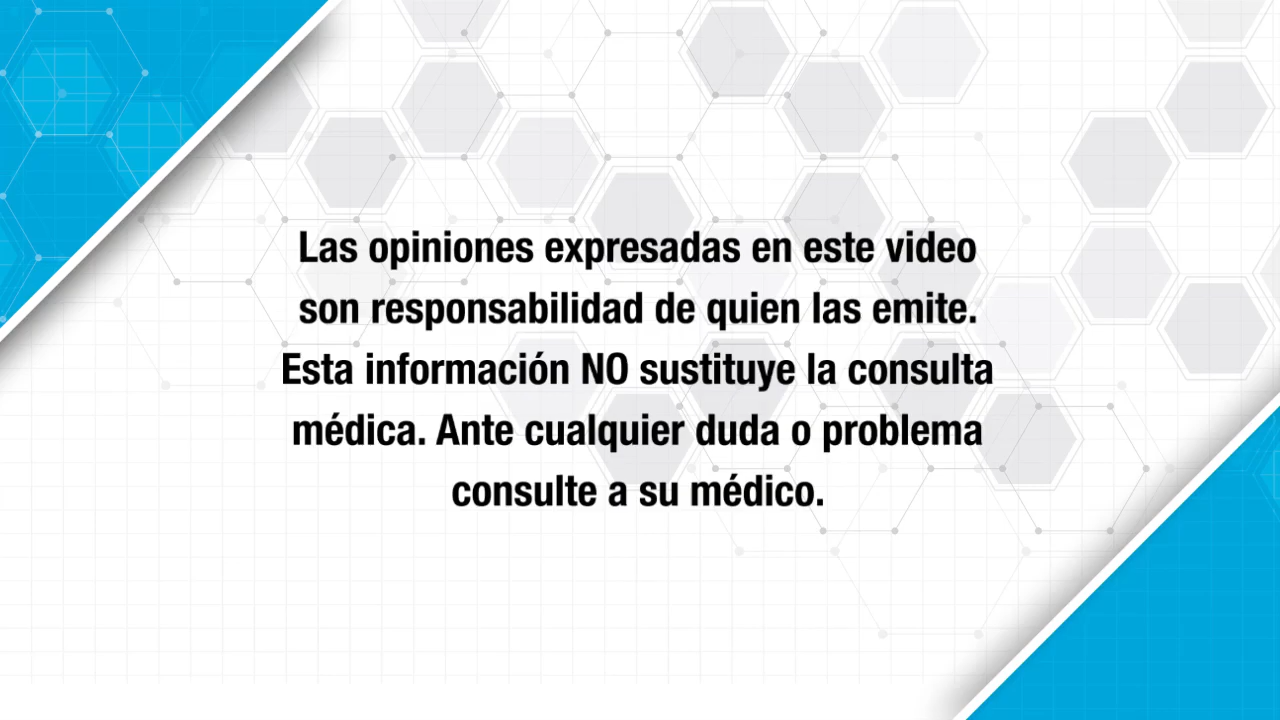 Las opiniones expresadas en este video
son responsabilidad de quien las emite.
Esta información NO sustituye la consulta
médica. Ante cualquier duda o problema
consulte a su médico.